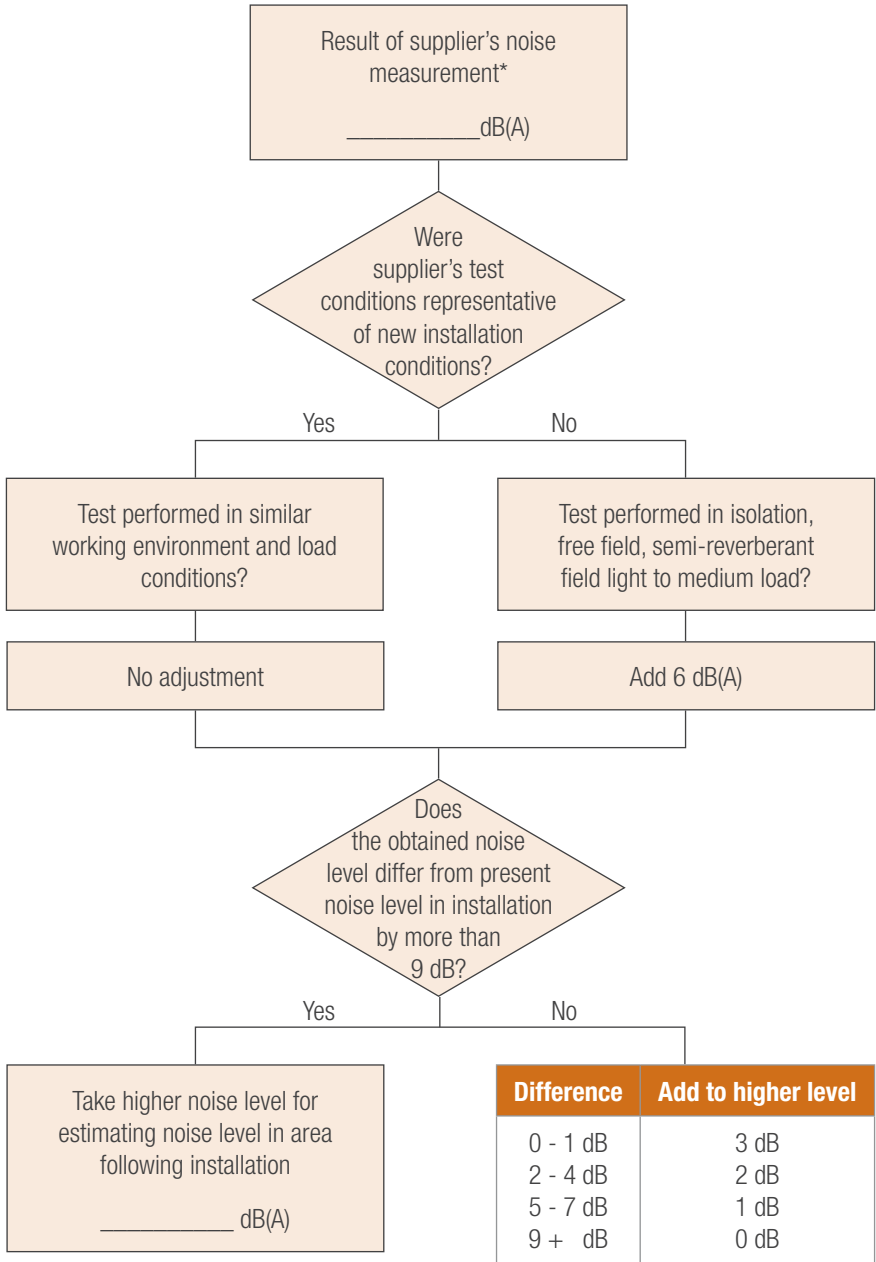 Result of supplier’s noise
measurement*
__________dB(A)
Were
supplier’s test
conditions representative
of new installation
conditions?
Yes
No
Test performed in similar
working environment and load
conditions?
Test performed in isolation,
free field, semi-reverberant
field light to medium load?
No adjustment
Add 6 dB(A)
Does
the obtained noise
level differ from present
noise level in installation
by more than
9 dB?
Yes
No
Take higher noise level for
estimating noise level in area
following installation
__________ dB(A)
Difference Add to higher level
0 - 1 dB 3 dB
2 - 4 dB 2 dB
5 - 7 dB 1 dB
9 + dB 0 dB